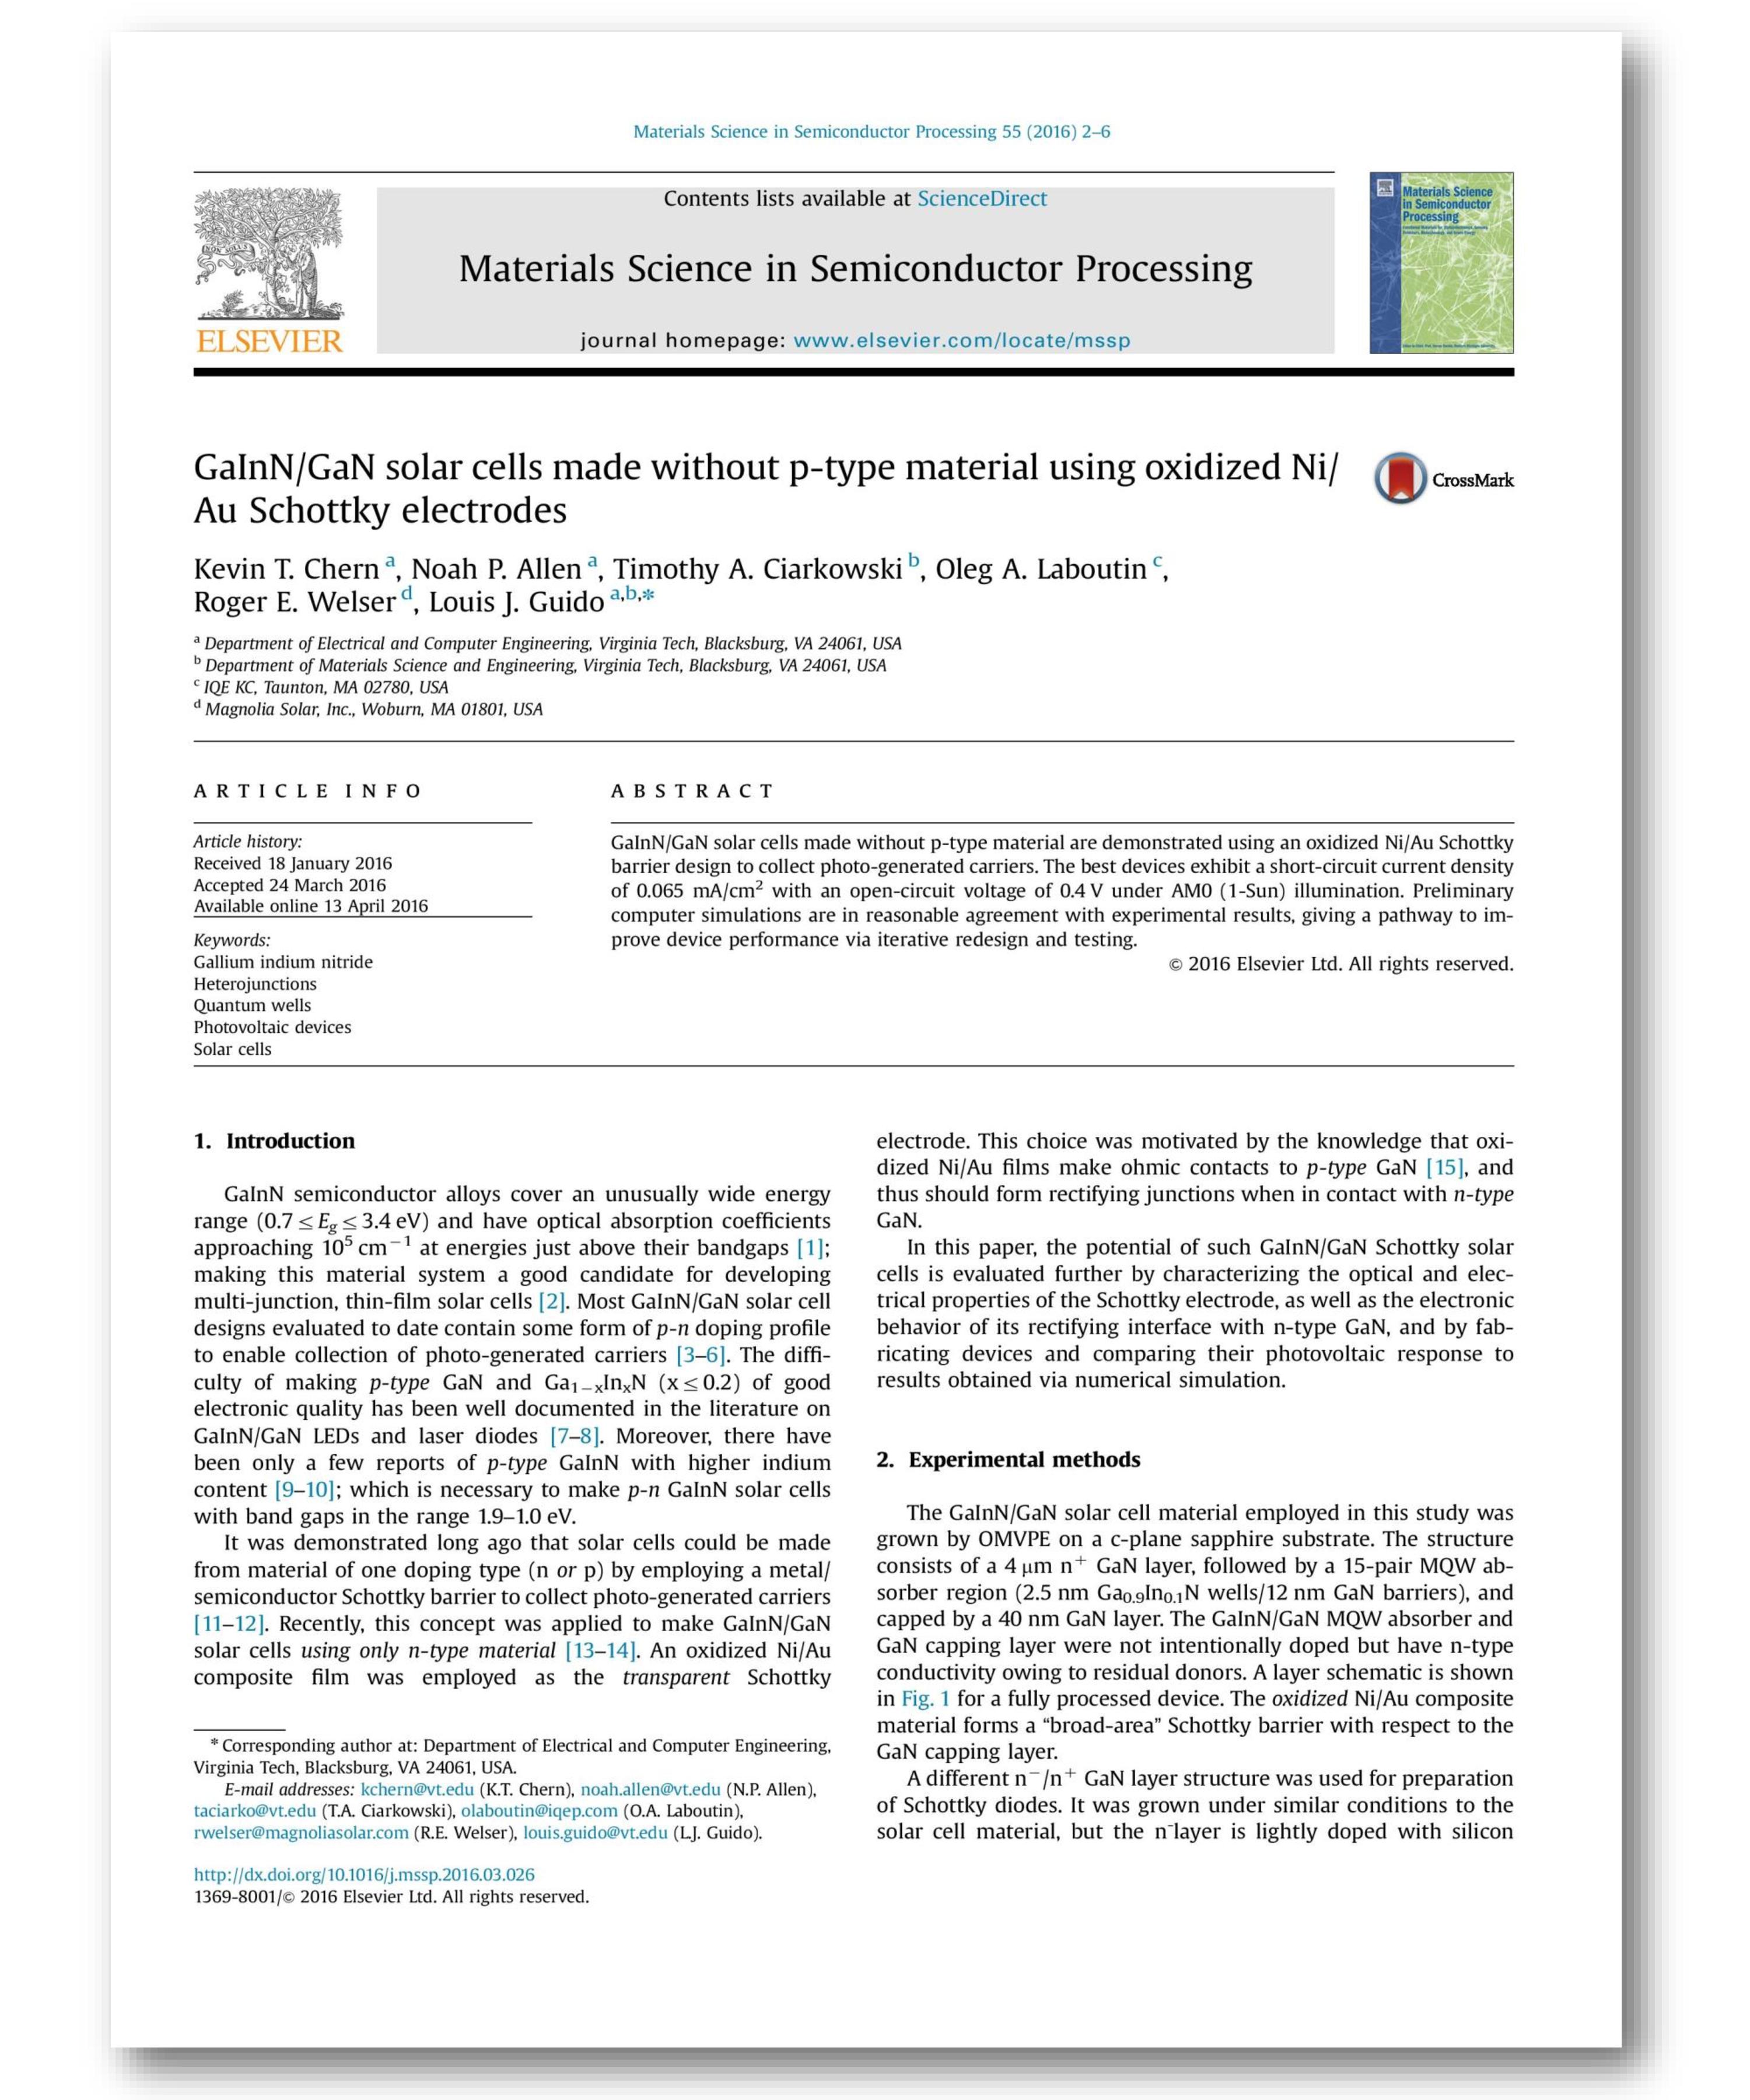 Materials Science in Semiconductor Processing 55 (2016) 2–6
Contents lists available at ScienceDirect
Materials Science in Semiconductor Processing
journal homepage: www.elsevier.com/locate/mssp
NON SOLUS
ELSEVIER
Materials Science
in Semiconductor
Processing
GaInN/GaN solar cells made without p-type material using oxidized Ni/
Au Schottky electrodes
CrossMark
Kevin T. Chern a, Noah P. Allen a, Timothy A. Ciarkowski b, Oleg A. Laboutin c,
Roger E. Welser d, Louis J. Guido a,b,*
a Department of Electrical and Computer Engineering, Virginia Tech, Blacksburg, VA 24061, USA
b Department of Materials Science and Engineering, Virginia Tech, Blacksburg, VA 24061, USA
c IQE KC, Taunton, MA 02780, USA
d Magnolia Solar, Inc., Woburn, MA 01801, USA
ARTICLE INFO
Article history:
Received 18 January 2016
Accepted 24 March 2016
Available online 13 April 2016
Keywords:
Gallium indium nitride
Heterojunctions
Quantum wells
Photovoltaic devices
Solar cells
ABSTRACT
GaInN/GaN solar cells made without p-type material are demonstrated using an oxidized Ni/Au Schottky
barrier design to collect photo-generated carriers. The best devices exhibit a short-circuit current density
of 0.065 mA/cm² with an open-circuit voltage of 0.4 V under AM0 (1-Sun) illumination. Preliminary
computer simulations are in reasonable agreement with experimental results, giving a pathway to im-
prove device performance via iterative redesign and testing.
© 2016 Elsevier Ltd. All rights reserved.
1. Introduction
GaInN semiconductor alloys cover an unusually wide energy
range (0.7 ≤ Eg ≤ 3.4 eV) and have optical absorption coefficients
approaching 10⁵ cm⁻¹ at energies just above their bandgaps [1];
making this material system a good candidate for developing
multi-junction, thin-film solar cells [2]. Most GaInN/GaN solar cell
designs evaluated to date contain some form of p-n doping profile
to enable collection of photo-generated carriers [3–6]. The diffi-
culty of making p-type GaN and Ga₁₋ₓInₓN (x ≤ 0.2) of good
electronic quality has been well documented in the literature on
GaInN/GaN LEDs and laser diodes [7–8]. Moreover, there have
been only a few reports of p-type GaInN with higher indium
content [9–10]; which is necessary to make p-n GaInN solar cells
with band gaps in the range 1.9–1.0 eV.
It was demonstrated long ago that solar cells could be made
from material of one doping type (n or p) by employing a metal/
semiconductor Schottky barrier to collect photo-generated carriers
[11–12]. Recently, this concept was applied to make GaInN/GaN
solar cells using only n-type material [13–14]. An oxidized Ni/Au
composite film was employed as the transparent Schottky
* Corresponding author at: Department of Electrical and Computer Engineering,
Virginia Tech, Blacksburg, VA 24061, USA.
E-mail addresses: kchern@vt.edu (K.T. Chern), noah.allen@vt.edu (N.P. Allen),
taciarko@vt.edu (T.A. Ciarkowski), olaboutin@iqep.com (O.A. Laboutin),
rwelser@magnoliasolar.com (R.E. Welser), louis.guido@vt.edu (L.J. Guido).
http://dx.doi.org/10.1016/j.mssp.2016.03.026
1369-8001/© 2016 Elsevier Ltd. All rights reserved.
electrode. This choice was motivated by the knowledge that oxi-
dized Ni/Au films make ohmic contacts to p-type GaN [15], and
thus should form rectifying junctions when in contact with n-type
GaN.
In this paper, the potential of such GaInN/GaN Schottky solar
cells is evaluated further by characterizing the optical and elec-
trical properties of the Schottky electrode, as well as the electronic
behavior of its rectifying interface with n-type GaN, and by fab-
ricating devices and comparing their photovoltaic response to
results obtained via numerical simulation.
2. Experimental methods
The GaInN/GaN solar cell material employed in this study was
grown by OMVPE on a c-plane sapphire substrate. The structure
consists of a 4 μm n⁺ GaN layer, followed by a 15-pair MQW ab-
sorber region (2.5 nm Ga₀.₉In₀.₁N wells/12 nm GaN barriers), and
capped by a 40 nm GaN layer. The GaInN/GaN MQW absorber and
GaN capping layer were not intentionally doped but have n-type
conductivity owing to residual donors. A layer schematic is shown
in Fig. 1 for a fully processed device. The oxidized Ni/Au composite
material forms a “broad-area” Schottky barrier with respect to the
GaN capping layer.
A different n⁻/n⁺ GaN layer structure was used for preparation
of Schottky diodes. It was grown under similar conditions to the
solar cell material, but the n⁻layer is lightly doped with silicon